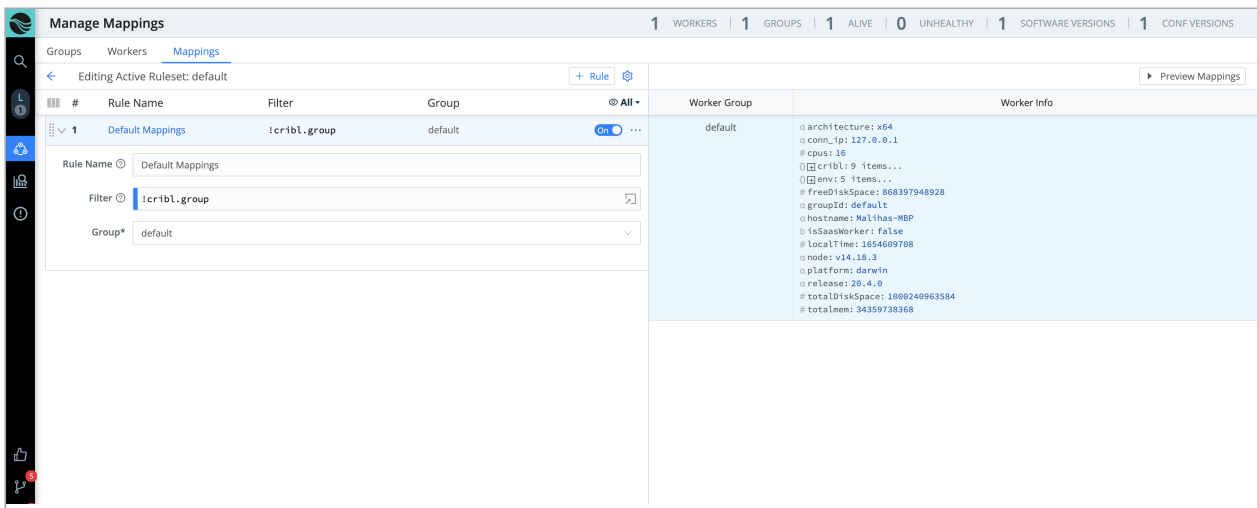 Manage Mappings
1 WORKERS | 1 GROUPS | 1 ALIVE | 0 UNHEALTHY | 1 SOFTWARE VERSIONS | 1 CONF VERSIONS
Groups Workers Mappings
Editing Active Ruleset: default
+ Rule
Preview Mappings
# Rule Name Filter Group All
1 Default Mappings !cribl.group default On ...
Rule Name Default Mappings
Filter !cribl.group
Group* default
Worker Group Worker Info
default
a architecture: x64
a conn_ip: 127.0.0.1
# cpus: 16
{} + cribl: 9 items...
{} + env: 5 items...
# freeDiskSpace: 868397948928
a groupId: default
a hostname: Malihas-MBP
b isSaasWorker: false
# localTime: 1654609708
a node: v14.18.3
a platform: darwin
a release: 20.4.0
# totalDiskSpace: 1000240963584
# totalmem: 34359738368
L
1
5